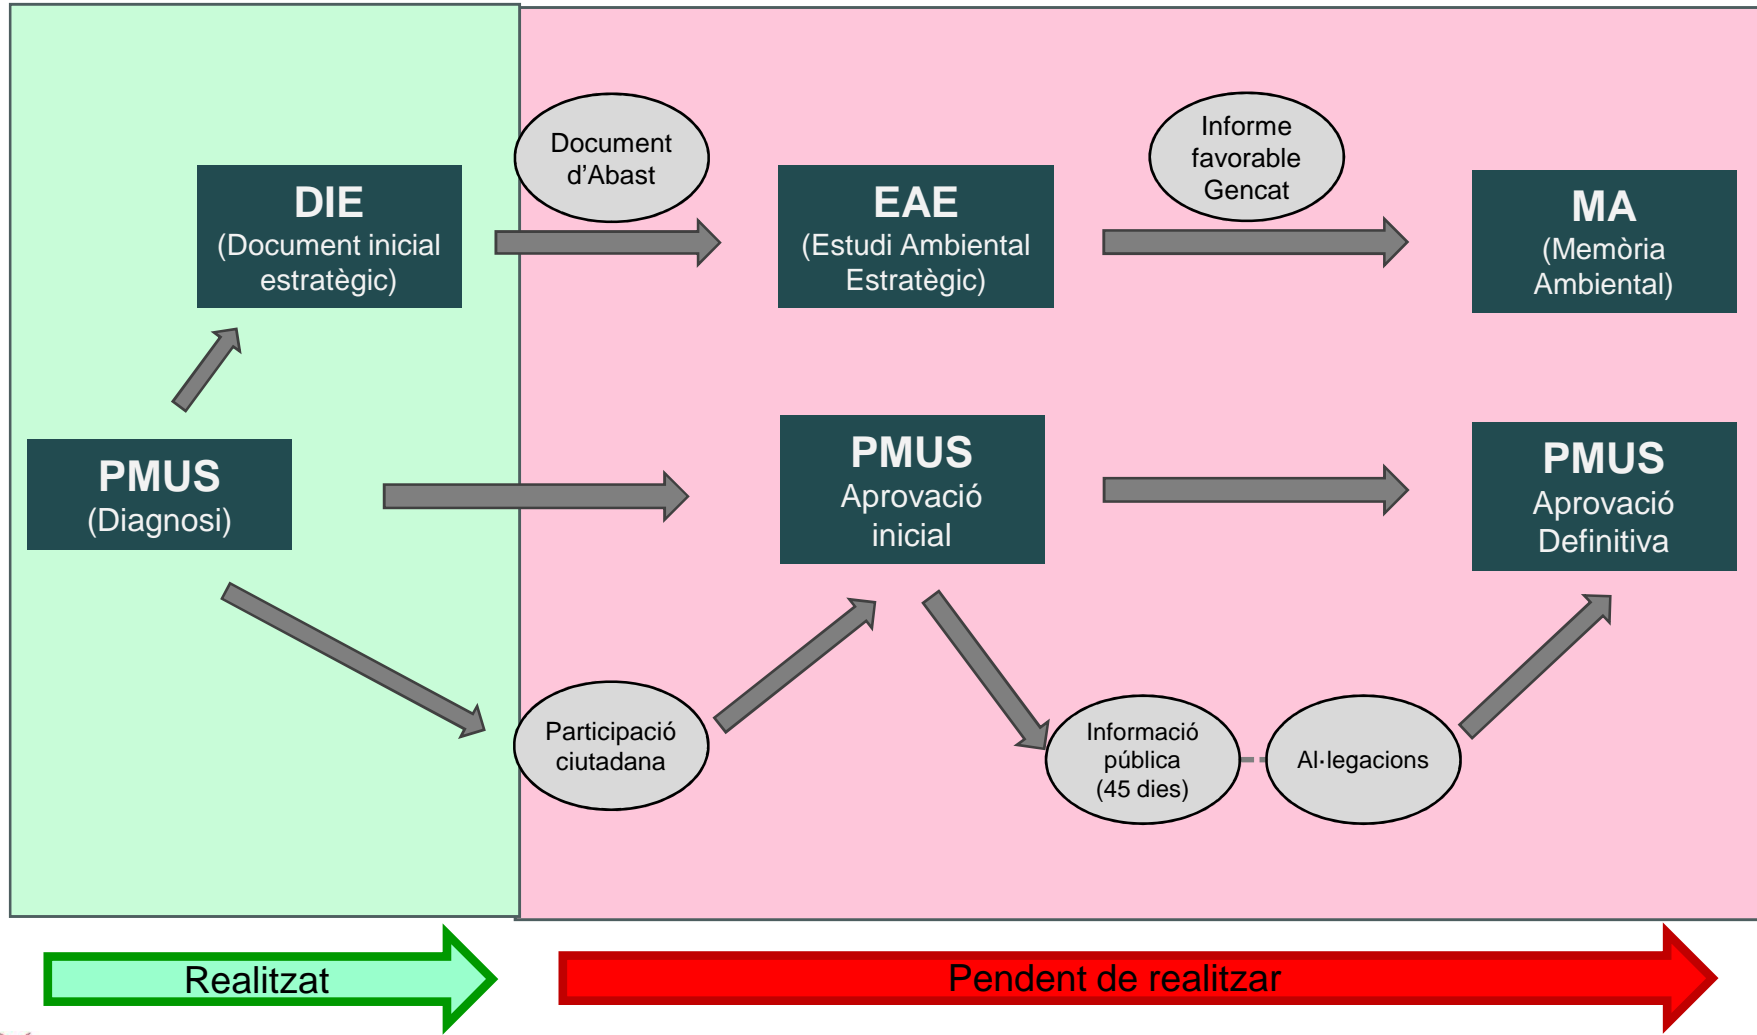 Document
d'Abast
Informe
favorable
Gencat
DIE
(Document inicial
estratègic)
EAE
(Estudi Ambiental
Estratègic)
MA
(Memòria
Ambiental)
PMUS
(Diagnosi)
PMUS
Aprovació
inicial
PMUS
Aprovació
Definitiva
Participació
ciutadana
Informació
pública
(45 dies)
Al·legacions
Realitzat
Pendent de realitzar